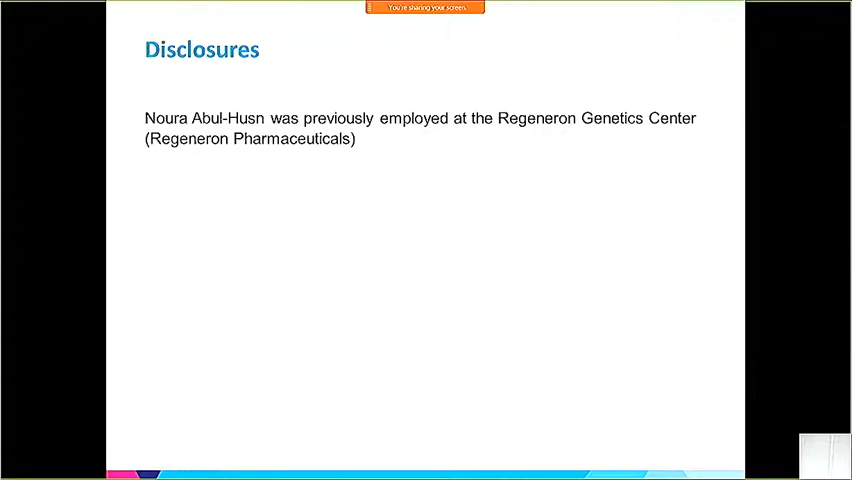 You're sharing your screen.
Disclosures
Noura Abul-Husn was previously employed at the Regeneron Genetics Center
(Regeneron Pharmaceuticals)